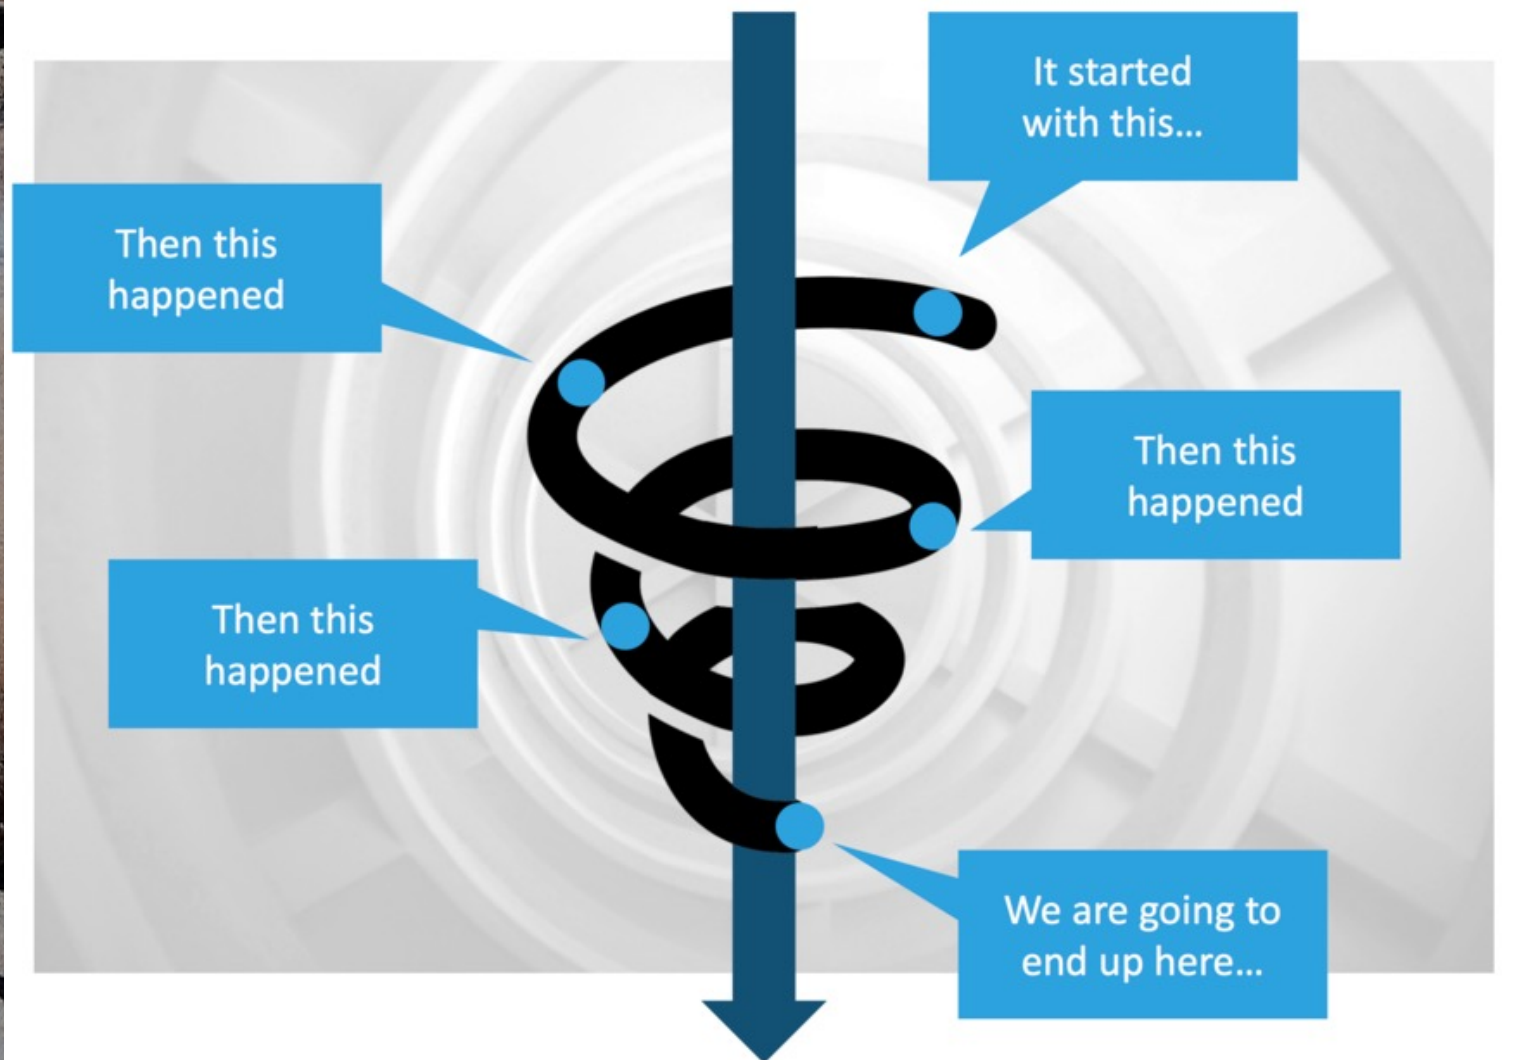 It started
with this...
Then this
happened
Then this
happened
Then this
happened
We are going to
end up here...